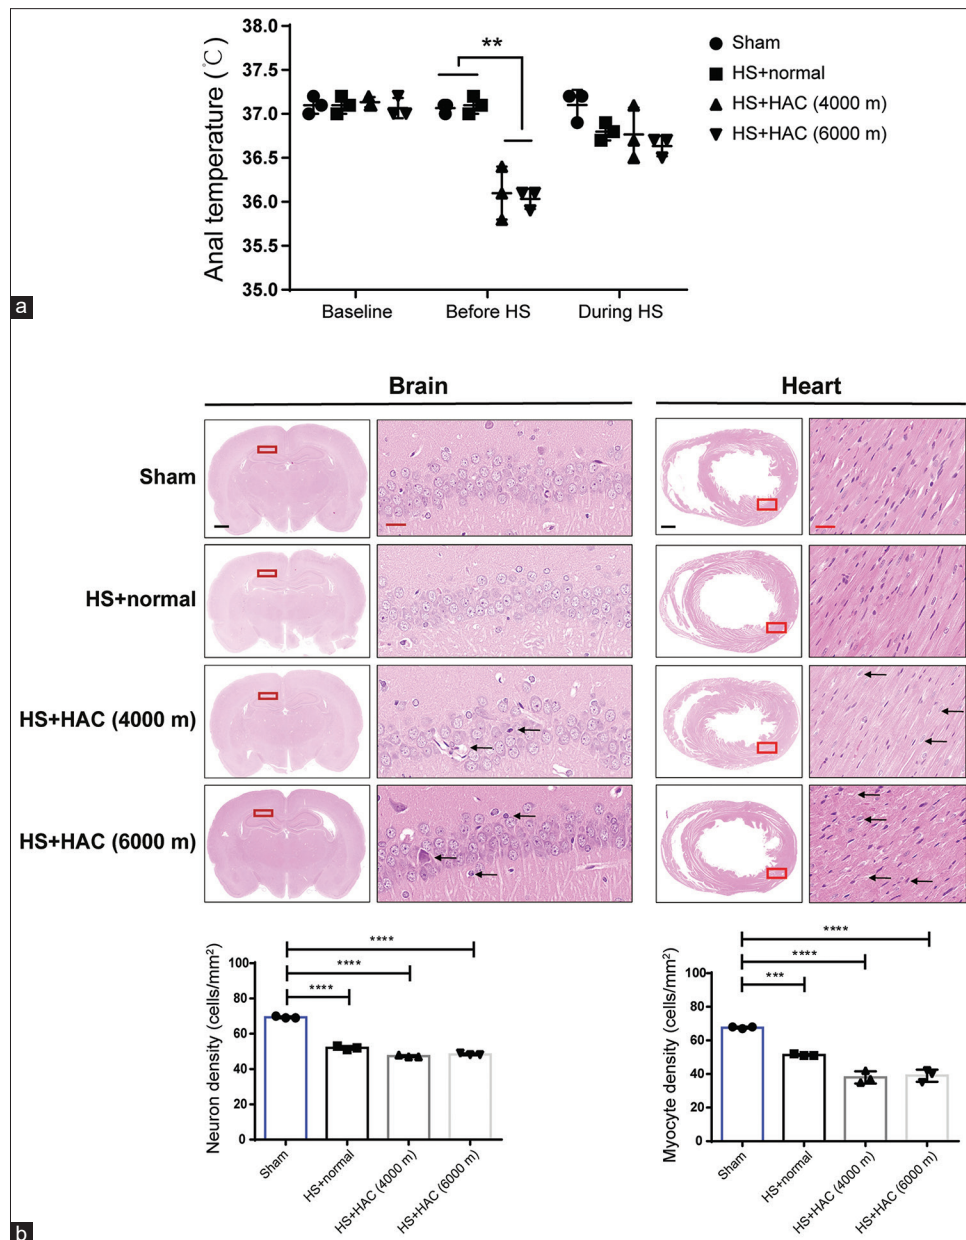 38.0
37.5
37.0
36.5
36.0
35.5
35.0
Anal temperature (℃)
**
Baseline
Before HS
During HS
Sham
HS+normal
HS+HAC (4000 m)
HS+HAC (6000 m)
a
Brain
Heart
Sham
HS+normal
HS+HAC (4000 m)
HS+HAC (6000 m)
Neuron density (cells/mm²)
100
80
60
40
20
0
****
****
****
Sham
HS+normal
HS+HAC (4000 m)
HS+HAC (6000 m)
Myocyte density (cells/mm²)
100
80
60
40
20
0
****
****
***
Sham
HS+normal
HS+HAC (4000 m)
HS+HAC (6000 m)
b